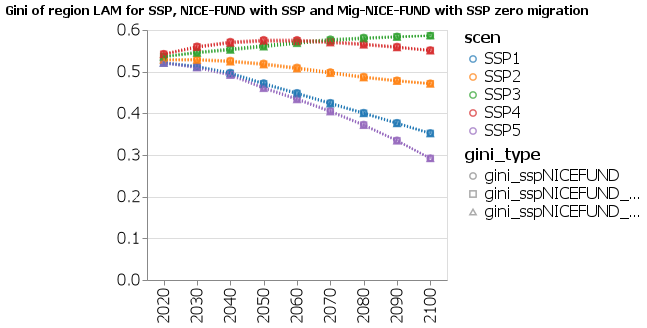 Gini of region LAM for SSP, NICE-FUND with SSP and Mig-NICE-FUND with SSP zero migration
0.6
0.5
0.4
0.3
0.2
0.1
0.0
2020
2030
2040
2050
2060
2070
2080
2090
2100
scen
SSP1
SSP2
SSP3
SSP4
SSP5
gini_type
gini_sspNICEFUND
gini_sspNICEFUND_...
gini_sspNICEFUND_...